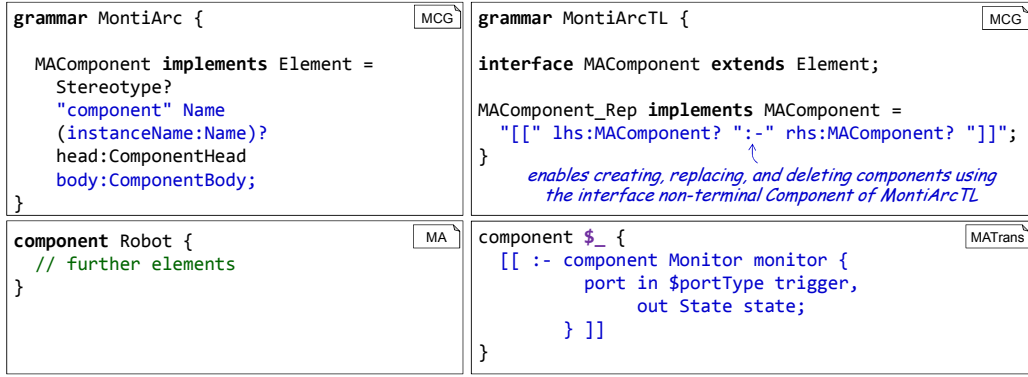 grammar MontiArc {
MCG
MAComponent implements Element =
Stereotype?
"component" Name
(instanceName:Name)?
head:ComponentHead
body:ComponentBody;
}
grammar MontiArcTL {
MCG
interface MAComponent extends Element;
MAComponent_Rep implements MAComponent =
"[[" lhs:MAComponent? ":-" rhs:MAComponent? "]]";
}
enables creating, replacing, and deleting components using
the interface non-terminal Component of MontiArcTL
component Robot {
MA
// further elements
}
component $_ {
MATrans
[[ :- component Monitor monitor {
port in $portType trigger,
out State state;
} ]]
}